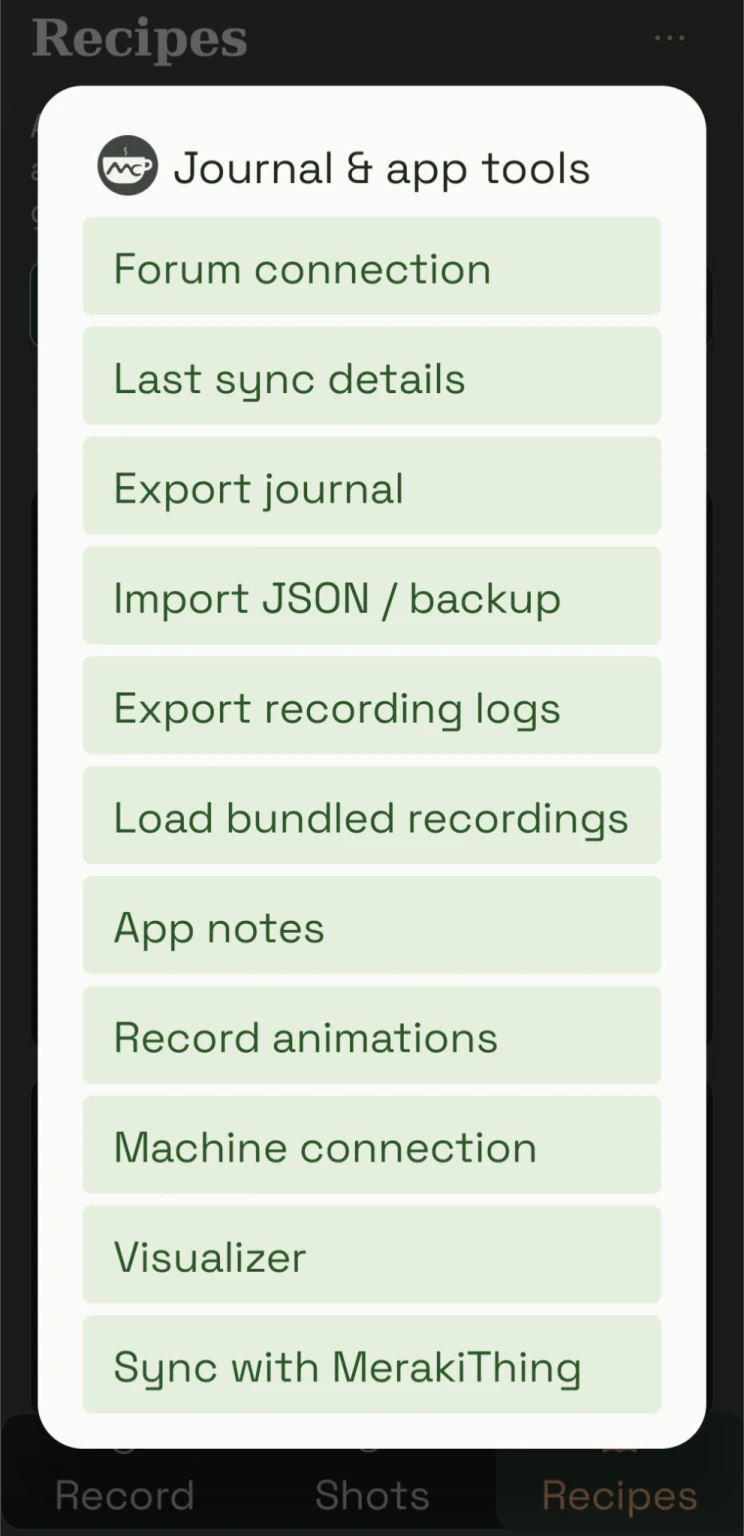 Recipes
...
Journal & app tools
Forum connection
Last sync details
Export journal
Import JSON / backup
Export recording logs
Load bundled recordings
App notes
Record animations
Machine connection
Visualizer
Sync with MerakiThing
Record
Shots
Recipes